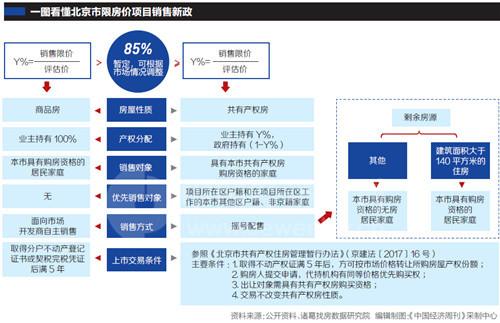 一图看懂北京市限房价项目销售新政
Y%=
销售限价
评估价
>
85%
暂定，可根据
市场情况调整
>
Y%=
销售限价
评估价
商品房
房屋性质
共有产权房
业主持有 100%
产权分配
业主持有 Y%，
政府持有（1-Y%）
本市具有购房资格的
居民家庭
销售对象
具有本市共有产权房
购房资格的家庭
无
优先销售对象
项目所在区户籍和在项目所在区工
作的本市其他区户籍、非京籍家庭
面向市场
开发商自主销售
销售方式
摇号配售
取得分户不动产登记
证书或契税完税凭证
后满 5 年
上市交易条件
参照《北京市共有产权住房管理暂行办法》（京建法〔2017〕16 号）
主要条件：1.取得不动产权证满 5 年后，方可按市场价格转让所购房屋产权份额；
2.购房人提交申请，代持机构有同等价格优先购买权；
3.出让对象需具有共有产权房购买资格；
4.交易不改变共有产权房性质。
剩余房源
其他
建筑面积大于
140 平方米的
住房
本市具有购房
资格的无房
居民家庭
本市具有购房
资格的
居民家庭
资料来源：公开资料、诸葛找房数据研究院 编辑制图：《中国经济周刊》采制中心